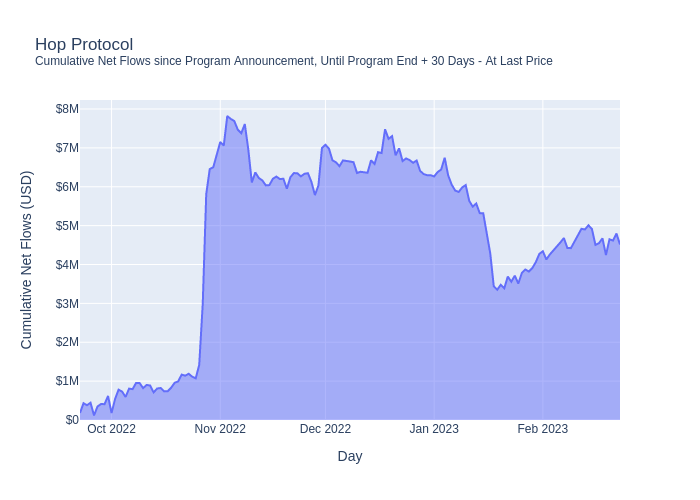 Hop Protocol
Cumulative Net Flows since Program Announcement, Until Program End + 30 Days - At Last Price
Cumulative Net Flows (USD)
$8M
$7M
$6M
$5M
$4M
$3M
$2M
$1M
$0
Oct 2022 Nov 2022 Dec 2022 Jan 2023 Feb 2023
Day